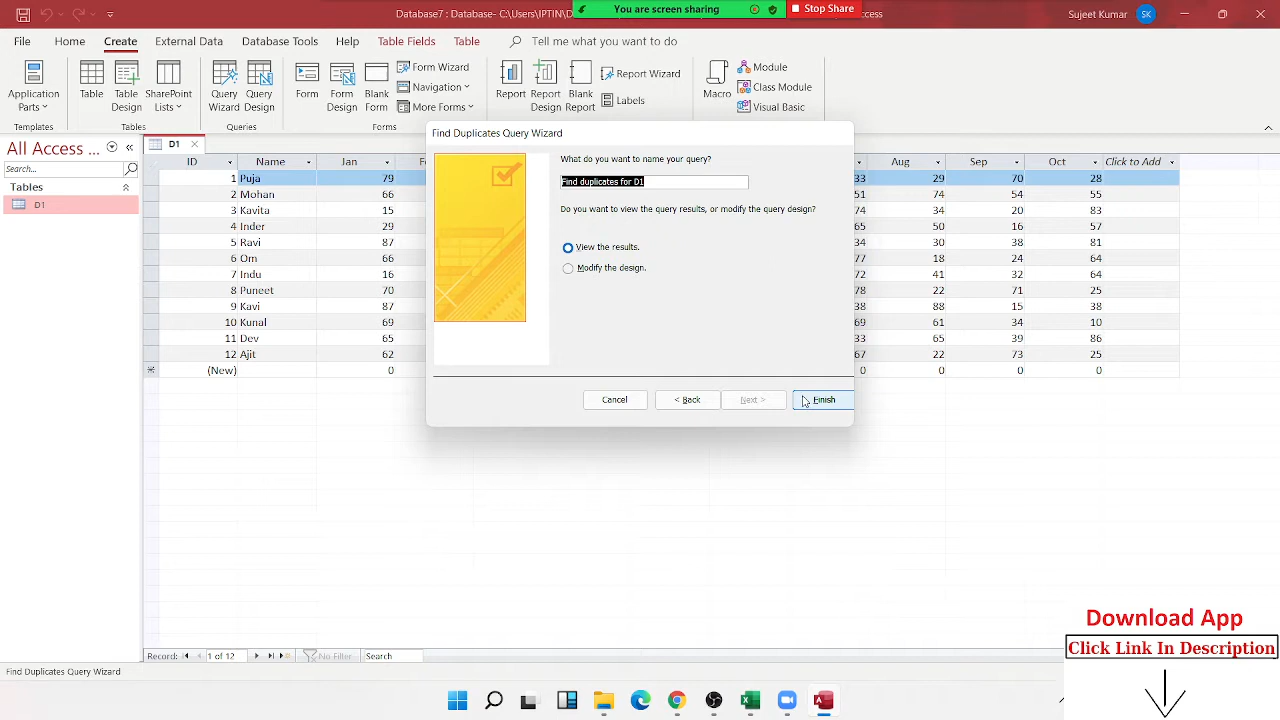 Database7 : Database- C:\Users\IPTIN\D
You are screen sharing
Stop Share
cess
Sujeet Kumar
SK
File Home Create External Data Database Tools Help Table Fields Table Tell me what you want to do
Application Parts
Templates
Table
Table Design
SharePoint Lists
Tables
Query Wizard
Query Design
Queries
Form
Form Design
Blank Form
Form Wizard
Navigation
More Forms
Forms
Report
Report Design
Blank Report
Report Wizard
Labels
Macro
Module
Class Module
Visual Basic
All Access ...
Search...
Tables
D1
D1
ID Name Jan Fe Aug Sep Oct Click to Add
1 Puja 79 33 29 70 28
2 Mohan 66 51 74 54 55
3 Kavita 15 74 34 20 83
4 Inder 29 65 50 16 57
5 Ravi 87 34 30 38 81
6 Om 66 77 18 24 64
7 Indu 16 72 41 32 64
8 Puneet 70 78 22 71 25
9 Kavi 87 38 88 15 38
10 Kunal 69 69 61 34 10
11 Dev 65 33 65 39 86
12 Ajit 62 67 22 73 25
(New) 0 0 0 0 0
Find Duplicates Query Wizard
What do you want to name your query?
Find duplicates for D1
Do you want to view the query results, or modify the query design?
View the results.
Modify the design.
Cancel
< Back
Next >
Finish
Record: 1 of 12 No Filter Search
Find Duplicates Query Wizard
Download App
Click Link In Description